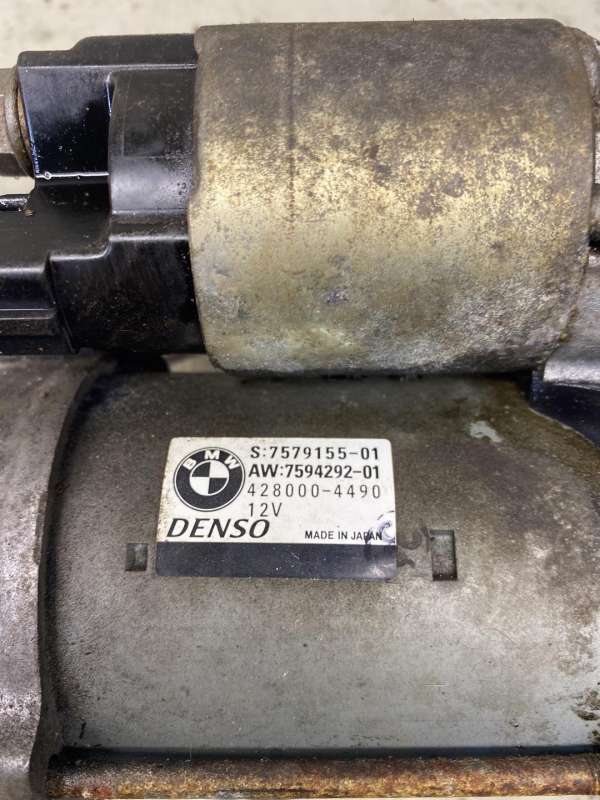 BMW
S:7579155-01
AW:7594292-01
428000-4490
12V
DENSO
MADE IN JAPAN